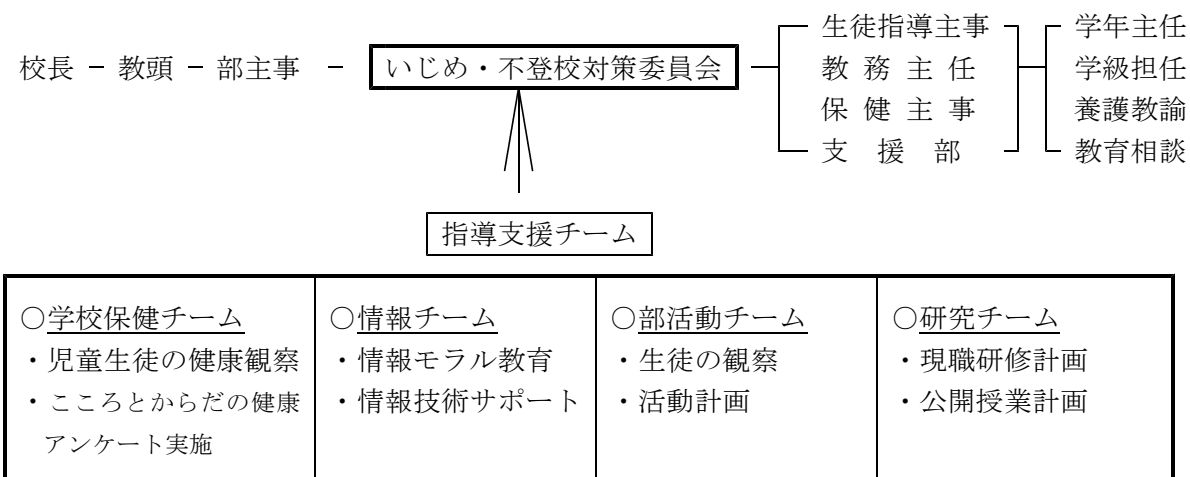 校長 － 教頭 － 部主事 － いじめ・不登校対策委員会
生徒指導主事
教務主任
保健主事
支援部
学年主任
学級担任
養護教諭
教育相談
指導支援チーム
○学校保健チーム
・児童生徒の健康観察
・こころとからだの健康
アンケート実施
○情報チーム
・情報モラル教育
・情報技術サポート
○部活動チーム
・生徒の観察
・活動計画
○研究チーム
・現職研修計画
・公開授業計画